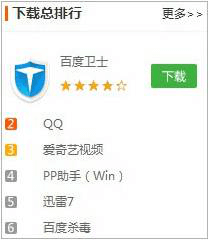 下载总排行 更多>>
百度卫士
下载
2 QQ
3 爱奇艺视频
4 PP助手（Win）
5 迅雷7
6 百度杀毒